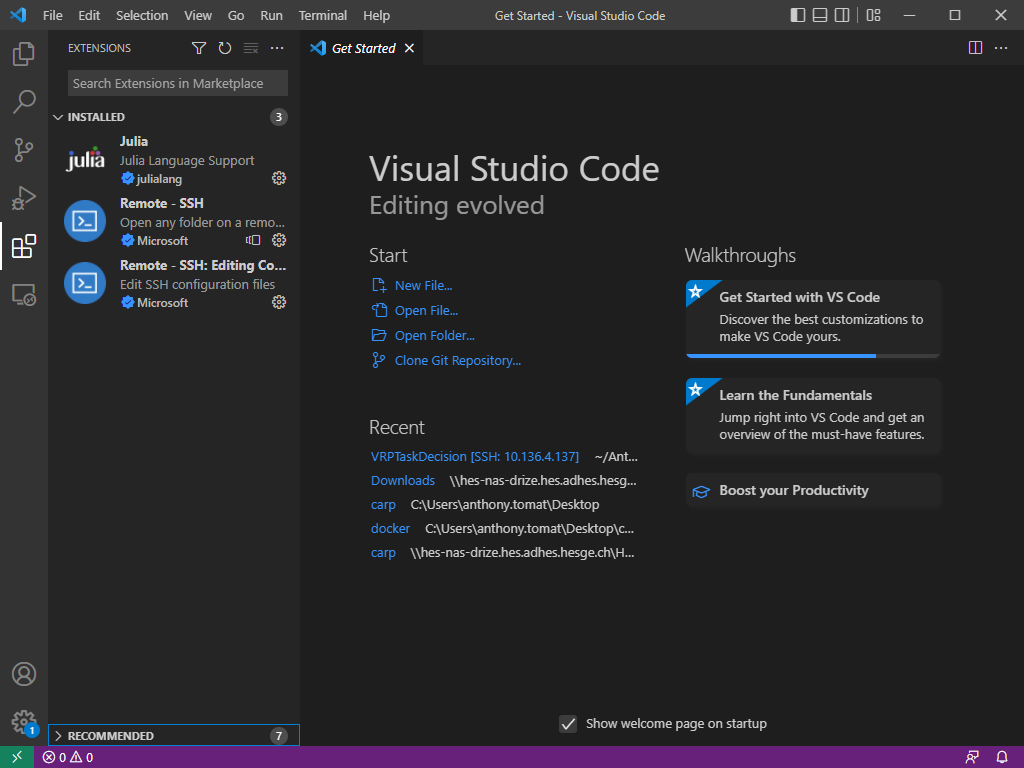 File Edit Selection View Go Run Terminal Help
Get Started - Visual Studio Code
EXTENSIONS
Search Extensions in Marketplace
INSTALLED 3
julia
Julia
Julia Language Support
julialang
Remote - SSH
Open any folder on a remo...
Microsoft
Remote - SSH: Editing Co...
Edit SSH configuration files
Microsoft
RECOMMENDED 7
1
Get Started
Visual Studio Code
Editing evolved
Start
New File...
Open File...
Open Folder...
Clone Git Repository...
Recent
VRPTaskDecision [SSH: 10.136.4.137] ~/Ant...
Downloads \\hes-nas-drize.hes.adhes.hesg...
carp C:\Users\anthony.tomat\Desktop
docker C:\Users\anthony.tomat\Desktop\c...
carp \\hes-nas-drize.hes.adhes.hesge.ch\H...
Walkthroughs
Get Started with VS Code
Discover the best customizations to
make VS Code yours.
Learn the Fundamentals
Jump right into VS Code and get an
overview of the must-have features.
Boost your Productivity
Show welcome page on startup
0 0